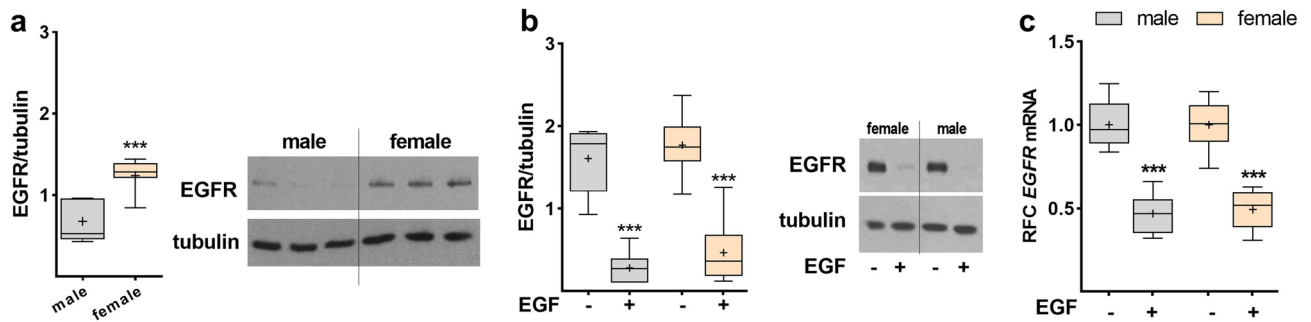 a
EGFR/tubulin
3
2
1
male
female
***
male female
EGFR
tubulin
b
EGFR/tubulin
3
2
1
***
***
EGF - + - +
female male
EGFR
tubulin
EGF - + - +
c
male female
RFC EGFR mRNA
1.5
1.0
0.5
***
***
EGF - + - +